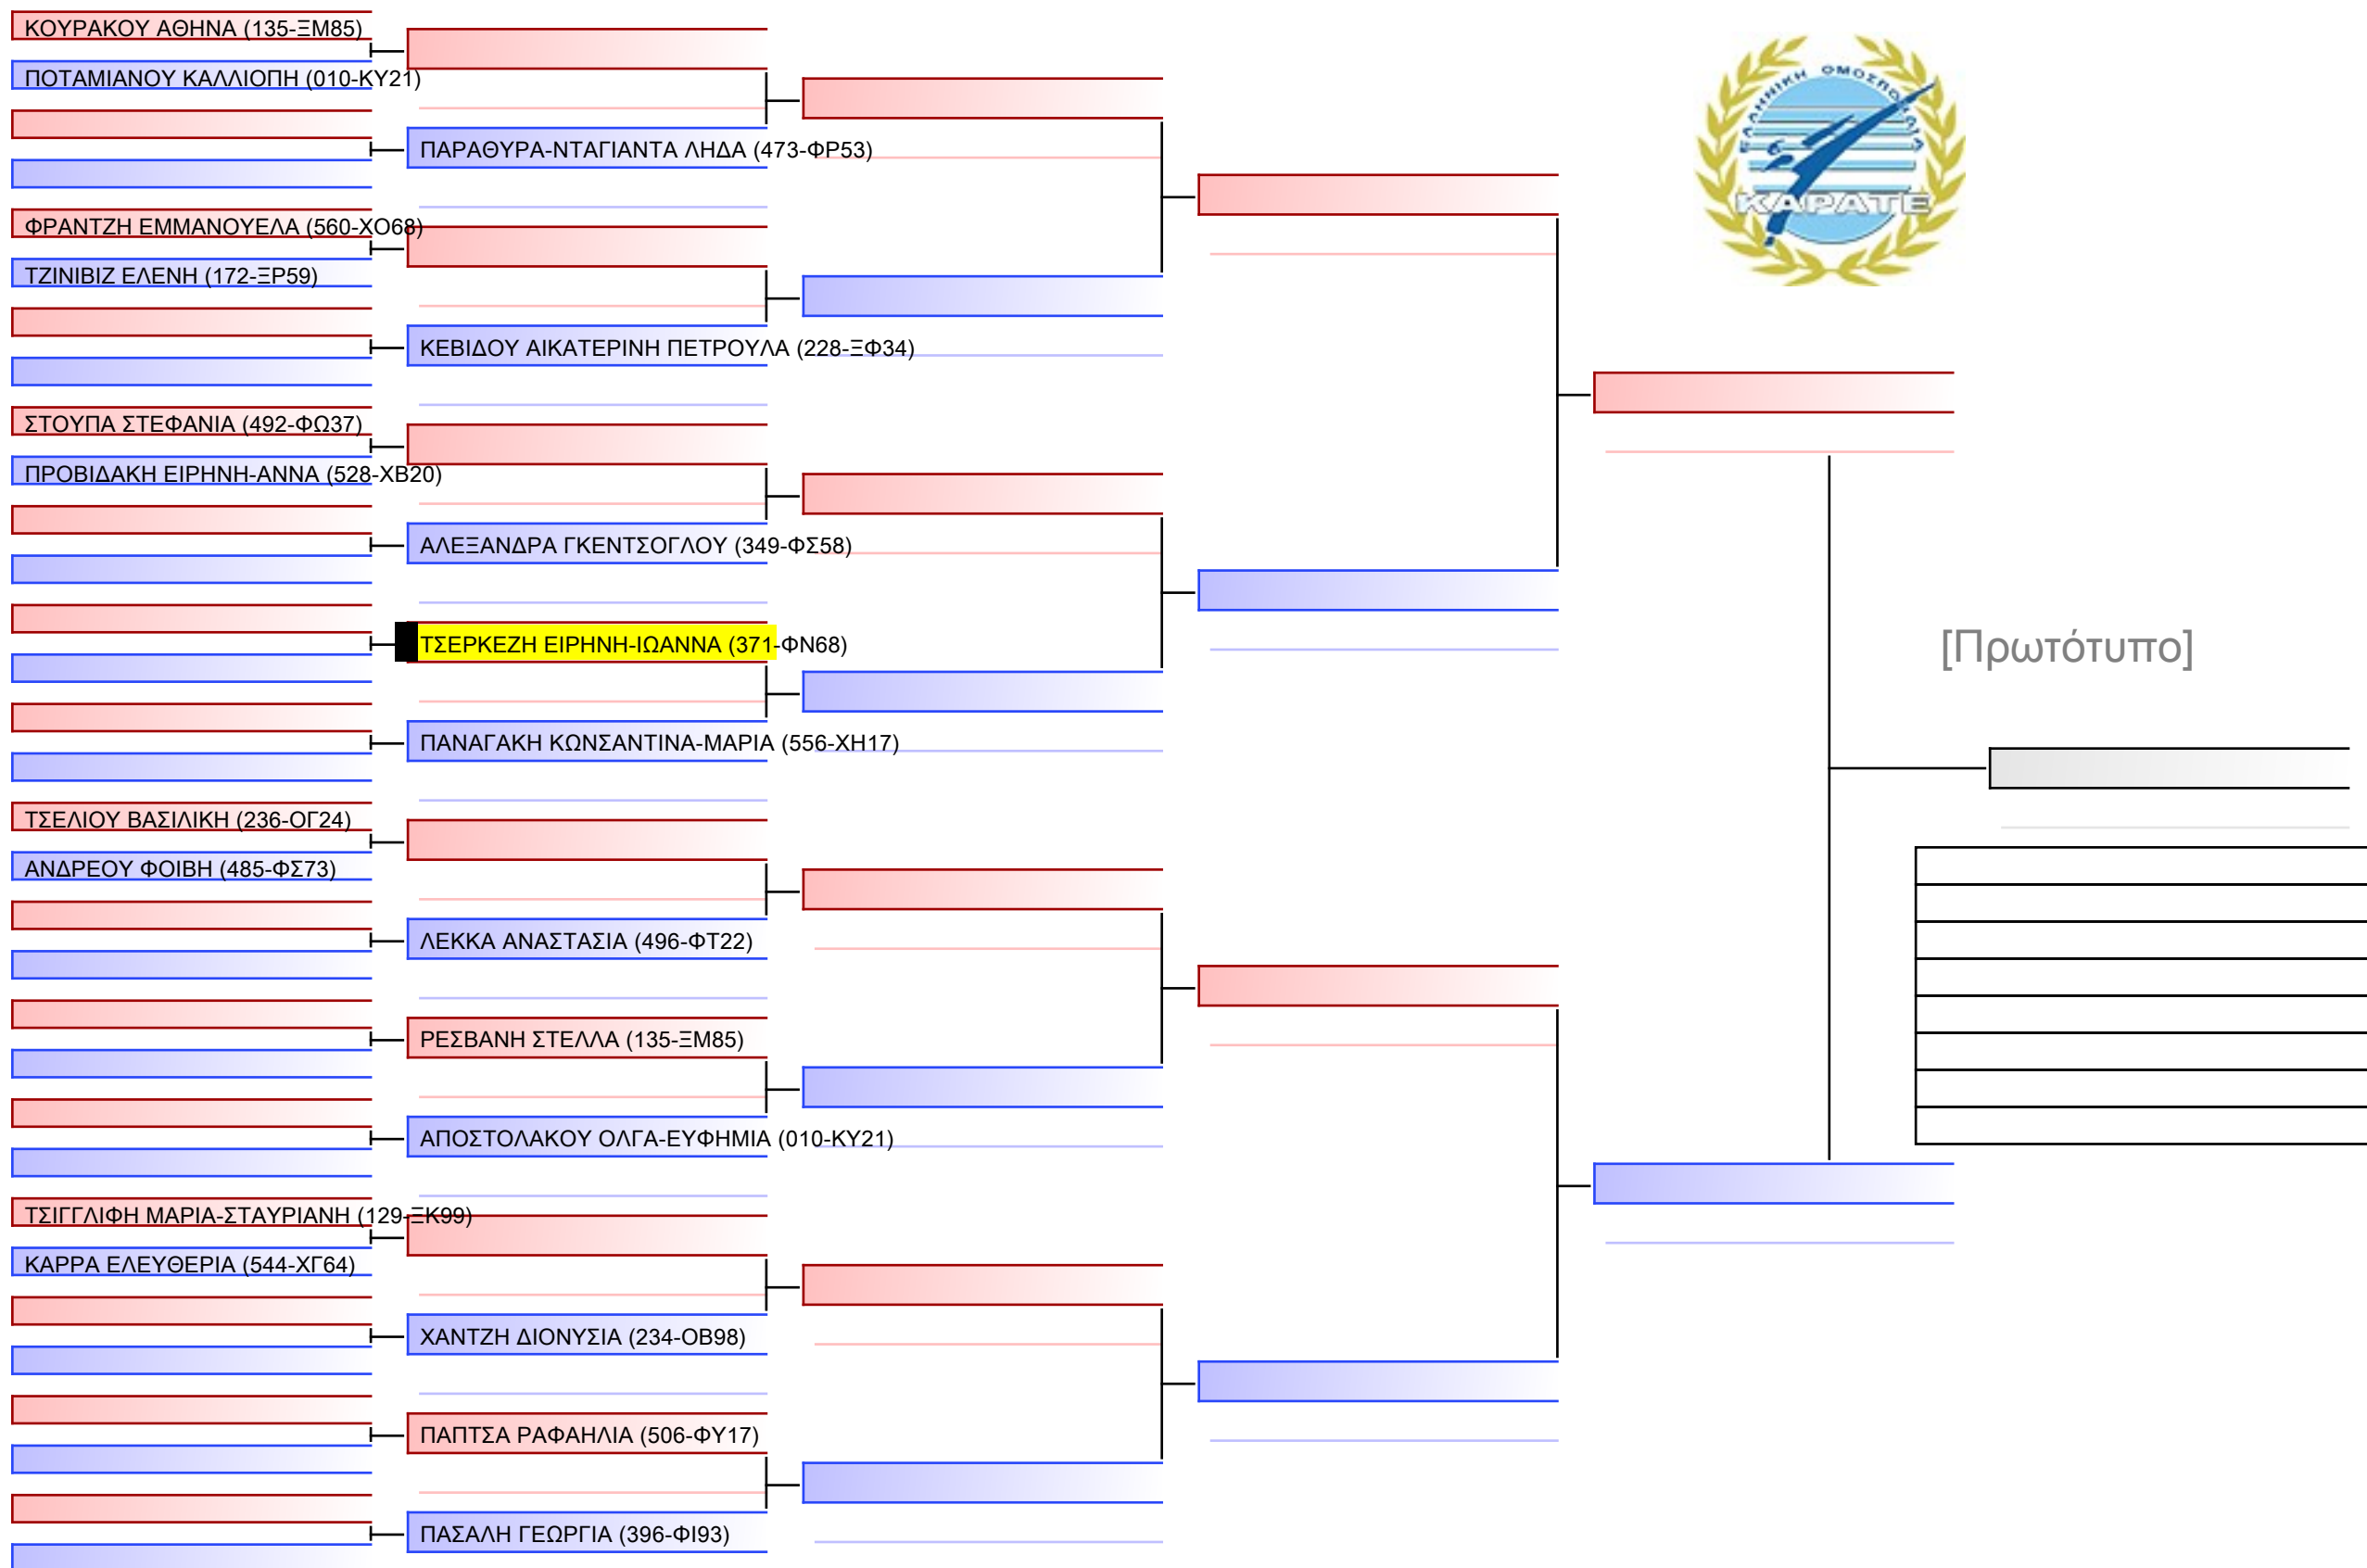 ΚΟΥΡΑΚΟΥ ΑΘΗΝΑ (135-ΞΜ85)
ΠΟΤΑΜΙΑΝΟΥ ΚΑΛΛΙΟΠΗ (010-ΚΥ21)
ΠΑΡΑΘΥΡΑ-ΝΤΑΓΙΑΝΤΑ ΛΗΔΑ (473-ΦΡ53)
ΦΡΑΝΤΖΗ ΕΜΜΑΝΟΥΕΛΑ (560-ΧΟ68)
ΤΖΙΝΙΒΙΖ ΕΛΕΝΗ (172-ΞΡ59)
ΚΕΒΙΔΟΥ ΑΙΚΑΤΕΡΙΝΗ ΠΕΤΡΟΥΛΑ (228-ΞΦ34)
ΣΤΟΥΠΑ ΣΤΕΦΑΝΙΑ (492-ΦΩ37)
ΠΡΟΒΙΔΑΚΗ ΕΙΡΗΝΗ-ΑΝΝΑ (528-ΧΒ20)
ΑΛΕΞΑΝΔΡΑ ΓΚΕΝΤΣΟΓΛΟΥ (349-ΦΣ58)
ΤΣΕΡΚΕΖΗ ΕΙΡΗΝΗ-ΙΩΑΝΝΑ (371-ΦΝ68)
ΠΑΝΑΓΑΚΗ ΚΩΝΣΑΝΤΙΝΑ-ΜΑΡΙΑ (556-ΧΗ17)
ΤΣΕΛΙΟΥ ΒΑΣΙΛΙΚΗ (236-ΟΓ24)
ΑΝΔΡΕΟΥ ΦΟΙΒΗ (485-ΦΣ73)
ΛΕΚΚΑ ΑΝΑΣΤΑΣΙΑ (496-ΦΤ22)
ΡΕΣΒΑΝΗ ΣΤΕΛΛΑ (135-ΞΜ85)
ΑΠΟΣΤΟΛΑΚΟΥ ΟΛΓΑ-ΕΥΦΗΜΙΑ (010-ΚΥ21)
ΤΣΙΓΓΛΙΦΗ ΜΑΡΙΑ-ΣΤΑΥΡΙΑΝΗ (129-ΞΚ99)
ΚΑΡΡΑ ΕΛΕΥΘΕΡΙΑ (544-ΧΓ64)
ΧΑΝΤΖΗ ΔΙΟΝΥΣΙΑ (234-ΟΒ98)
ΠΑΠΤΣΑ ΡΑΦΑΗΛΙΑ (506-ΦΥ17)
ΠΑΣΑΛΗ ΓΕΩΡΓΙΑ (396-ΦΙ93)
ΕΛΛΗΝΙΚΗ ΟΜΟΣΠΟΝΔΙΑ
ΚΑΡΑΤΕ
[Πρωτότυπο]